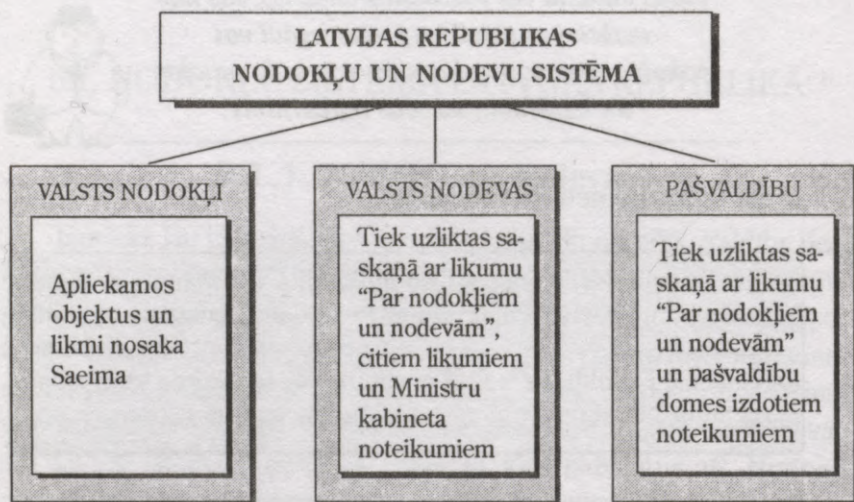 LATVIJAS REPUBLIKAS
NODOKĻU UN NODEVU SISTĒMA
VALSTS NODOKĻI
Apliekamos
objektus un
likmi nosaka
Saeima
VALSTS NODEVAS
Tiek uzliktas sa-
skaņā ar likumu
“Par nodokļiem
un nodevām”,
citiem likumiem
un Ministru
kabineta
noteikumiem
PAŠVALDĪBU
Tiek uzliktas sa-
skaņā ar likumu
“Par nodokļiem
un nodevām”
un pašvaldību
domes izdotiem
noteikumiem